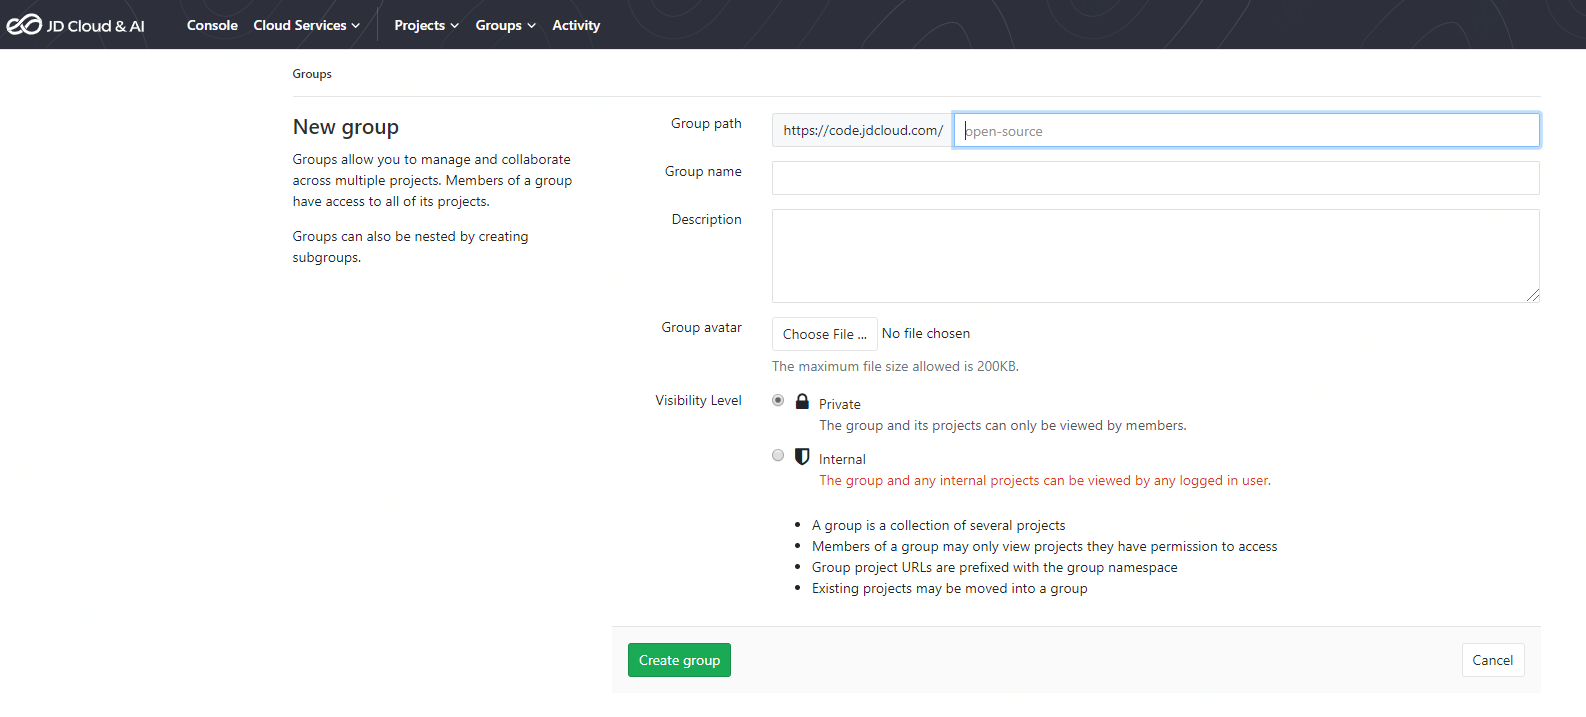 JD Cloud & AI Console Cloud Services Projects Groups Activity
Groups
New group
Groups allow you to manage and collaborate
across multiple projects. Members of a group
have access to all of its projects.
Groups can also be nested by creating
subgroups.
Group path https://code.jdcloud.com/ open-source
Group name
Description
Group avatar Choose File ... No file chosen
The maximum file size allowed is 200KB.
Visibility Level Private
The group and its projects can only be viewed by members.
Internal
The group and any internal projects can be viewed by any logged in user.
• A group is a collection of several projects
• Members of a group may only view projects they have permission to access
• Group project URLs are prefixed with the group namespace
• Existing projects may be moved into a group
Create group Cancel